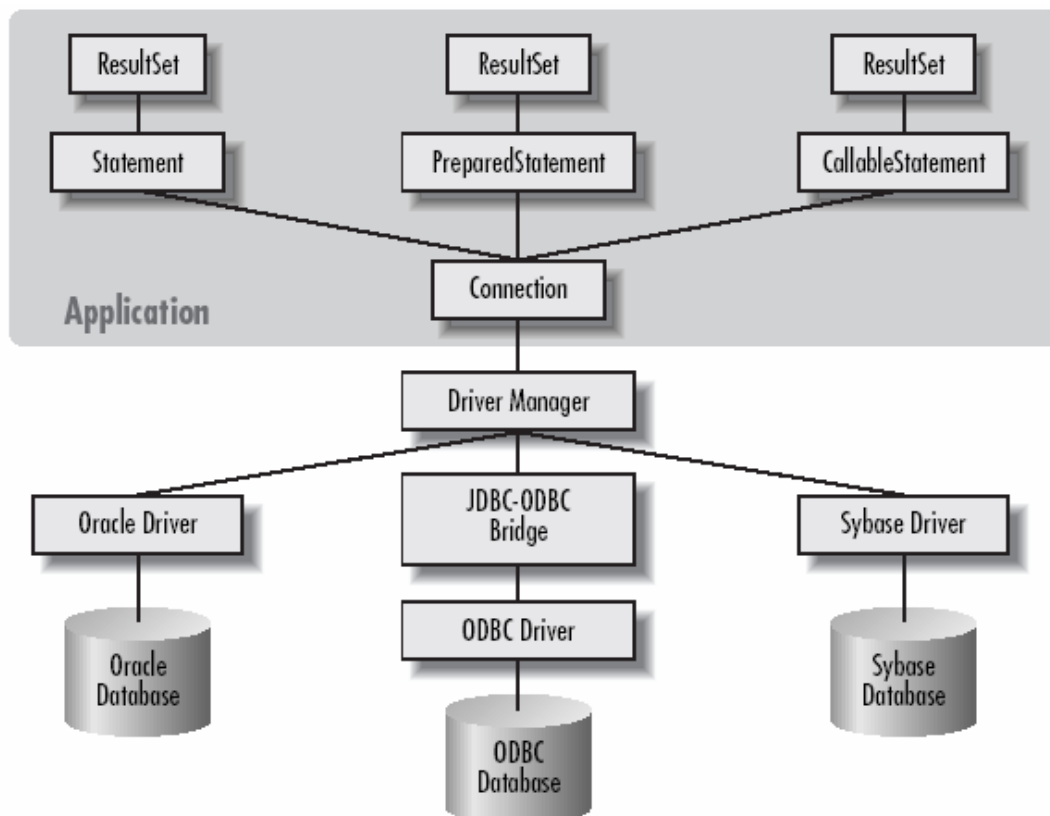 ResultSet
ResultSet
ResultSet
Statement
PreparedStatement
CallableStatement
Connection
Application
Driver Manager
Oracle Driver
JDBC-ODBC
Bridge
Sybase Driver
ODBC Driver
Oracle
Database
Sybase
Database
ODBC
Database